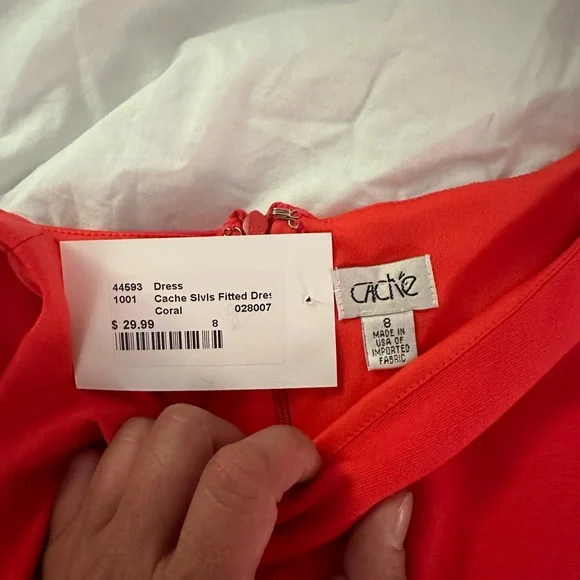 44593 Dress
1001 Cache Slvls Fitted Dres
Coral 028007
$ 29.99 8
CACHÉ
8
MADE IN
USA OF
IMPORTED
FABRIC